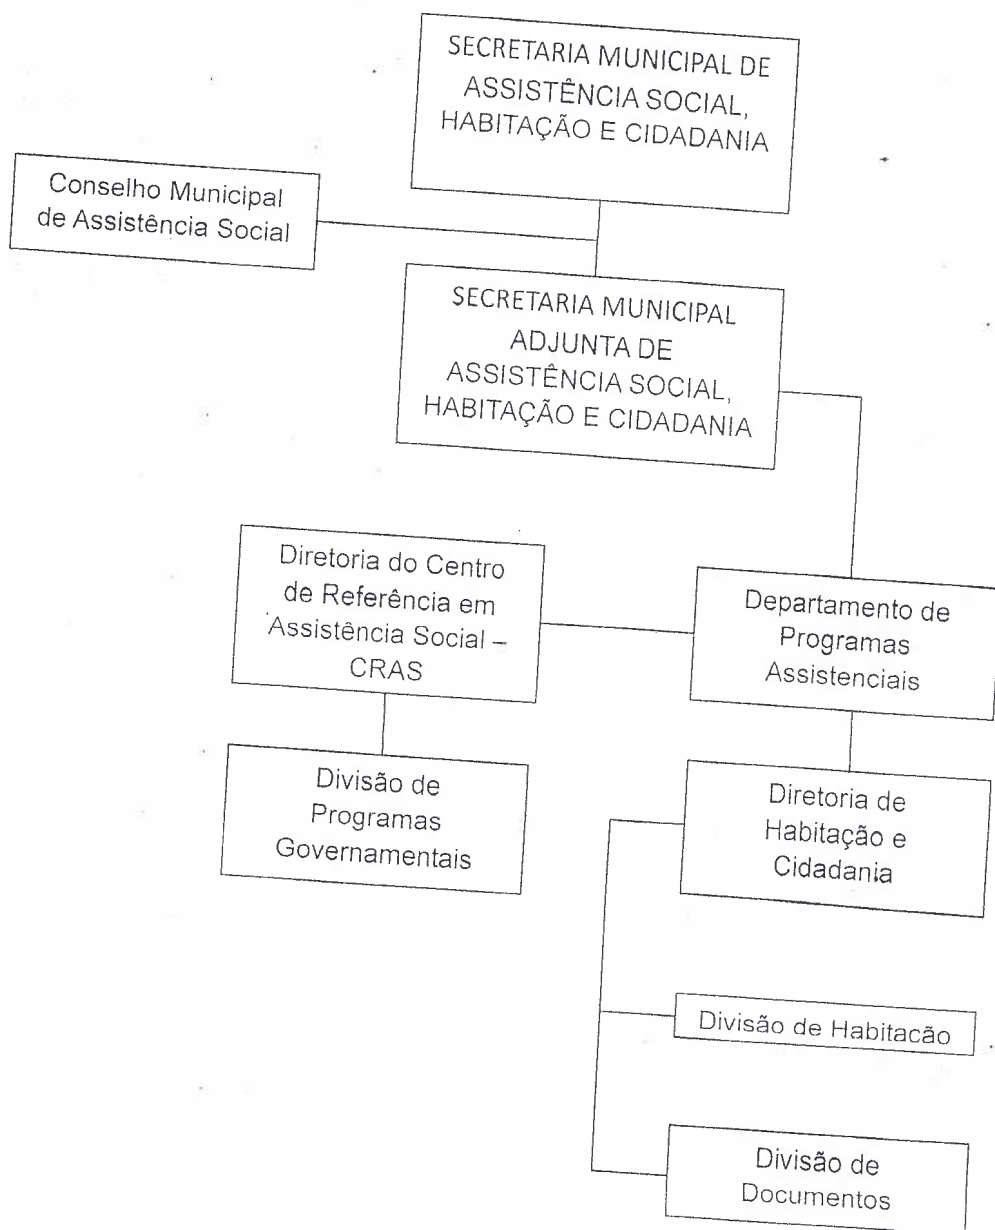 SECRETARIA MUNICIPAL DE
ASSISTÊNCIA SOCIAL,
HABITAÇÃO E CIDADANIA
Conselho Municipal
de Assistência Social
SECRETARIA MUNICIPAL
ADJUNTA DE
ASSISTÊNCIA SOCIAL,
HABITAÇÃO E CIDADANIA
Diretoria do Centro
de Referência em
Assistência Social –
CRAS
Departamento de
Programas
Assistenciais
Divisão de
Programas
Governamentais
Diretoria de
Habitação e
Cidadania
Divisão de Habitacão
Divisão de
Documentos